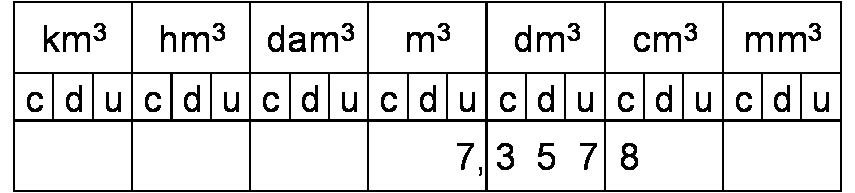 km³ hm³ dam³ m³ dm³ cm³ mm³
c d u c d u c d u c d u c d u c d u c d u
7, 3 5 7 8